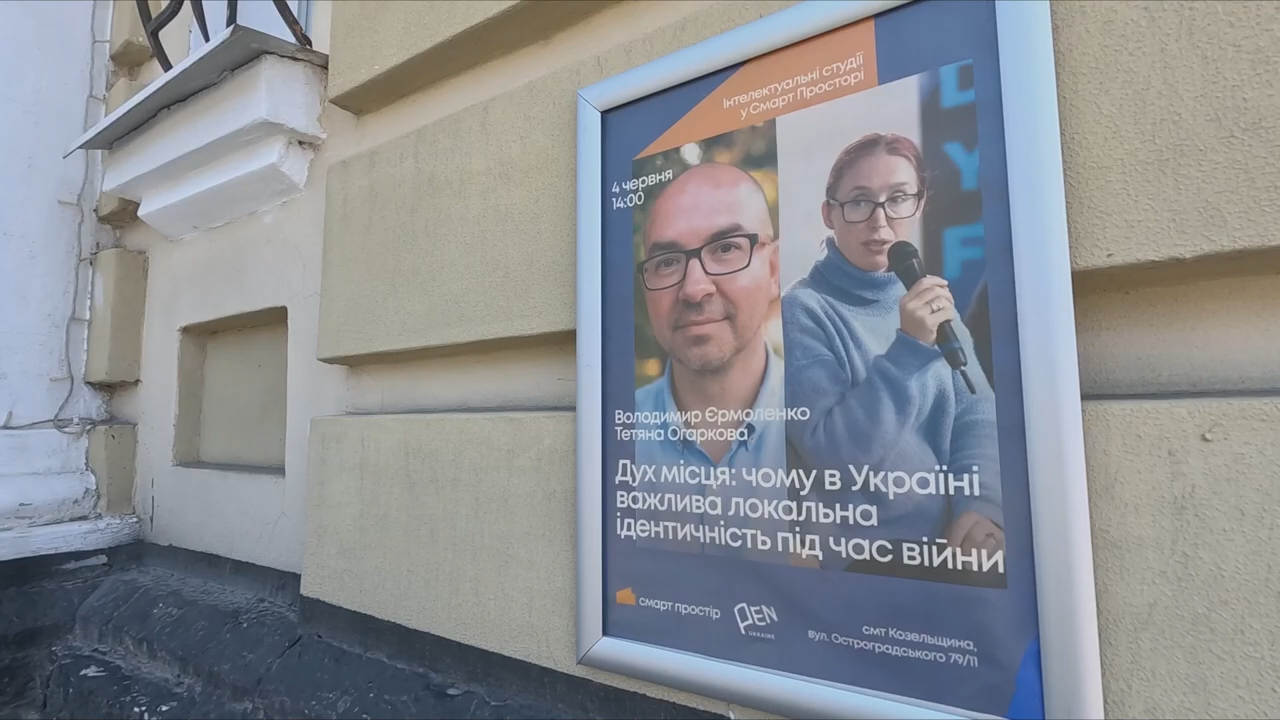 Інтелектуальні студії
у Смарт Просторі
4 червня
14:00
Володимир Єрмоленко
Тетяна Огаркова
Дух місця: чому в Україні
важлива локальна
ідентичність під час війни
смарт простір
PEN
UKRAINE
смт Козельщина,
вул. Остроградського 79/11